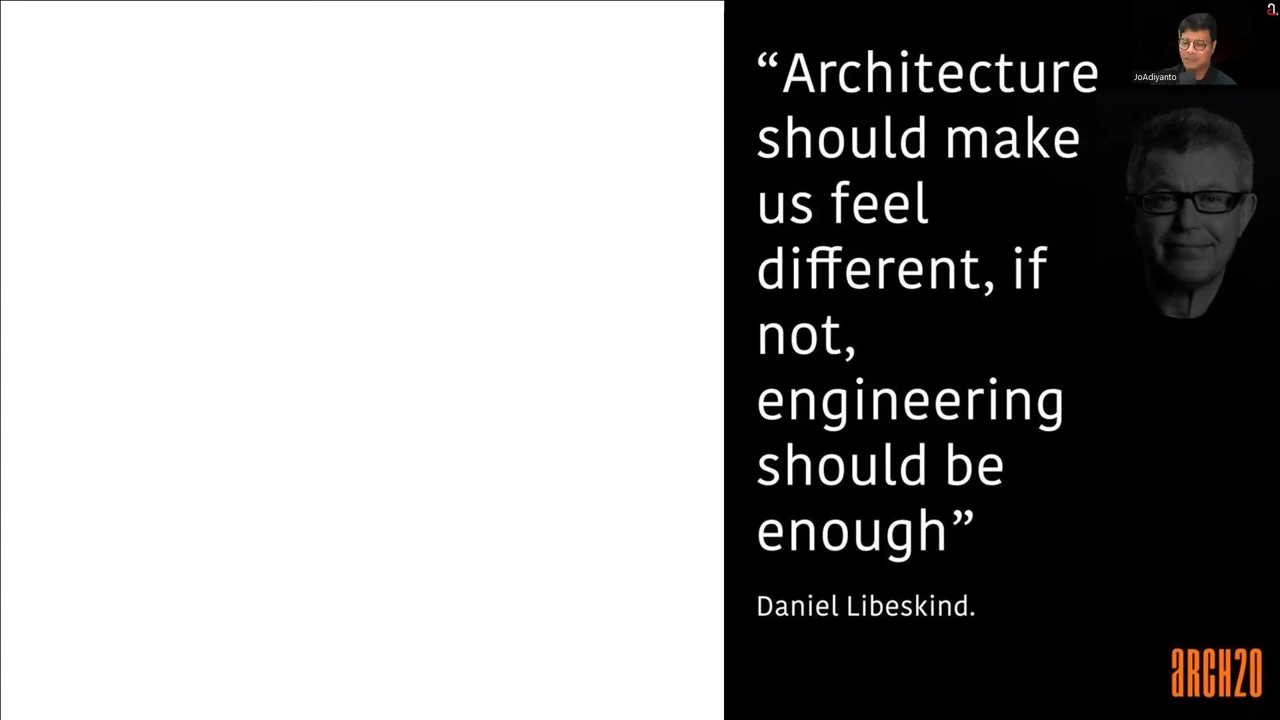 “Architecture
should make
us feel
different, if
not,
engineering
should be
enough”
Daniel Libeskind.
JoAdiyanto
a.
ARCH20